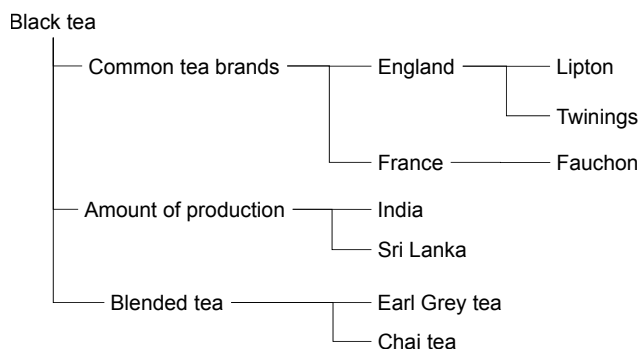 Black tea
Common tea brands
England
Lipton
Twinings
France
Fauchon
Amount of production
India
Sri Lanka
Blended tea
Earl Grey tea
Chai tea